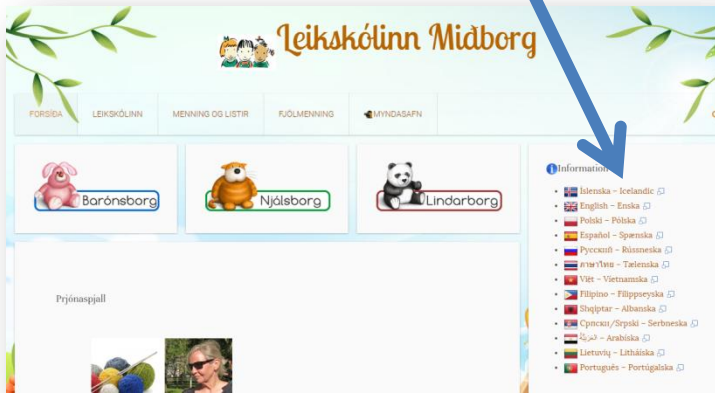 Leikskólinn Miðborg
FORSÍÐA
LEIKSKÓLINN
MENNING OG LISTIR
FJÖLMENNING
MYNDASAFN
Barónsborg
Njálsborg
Lindarborg
Prjónaspjall
Information
Íslenska – Icelandic
English – Enska
Polski – Pólska
Español – Spænska
Русский – Rússneska
ภาษาไทย – Tælenska
Việt – Víetnamska
Filipino – Filippseyska
Shqiptar – Albanska
Српски/Srpski – Serbneska
– Arabíska
Lietuvių – Litháíska
Português – Portúgalska